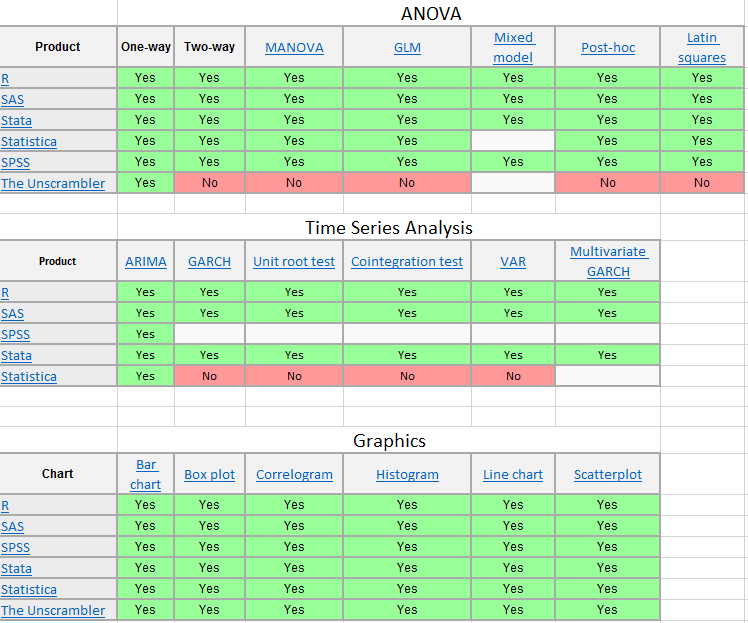 ANOVA
Product One-way Two-way MANOVA GLM Mixed model Post-hoc Latin squares
R Yes Yes Yes Yes Yes Yes Yes
SAS Yes Yes Yes Yes Yes Yes Yes
Stata Yes Yes Yes Yes Yes Yes Yes
Statistica Yes Yes Yes Yes Yes Yes
SPSS Yes Yes Yes Yes Yes Yes Yes
The Unscrambler Yes No No No No No
Time Series Analysis
Product ARIMA GARCH Unit root test Cointegration test VAR Multivariate GARCH
R Yes Yes Yes Yes Yes Yes
SAS Yes Yes Yes Yes Yes Yes
SPSS Yes
Stata Yes Yes Yes Yes Yes Yes
Statistica Yes No No No No
Graphics
Chart Bar chart Box plot Correlogram Histogram Line chart Scatterplot
R Yes Yes Yes Yes Yes Yes
SAS Yes Yes Yes Yes Yes Yes
SPSS Yes Yes Yes Yes Yes Yes
Stata Yes Yes Yes Yes Yes Yes
Statistica Yes Yes Yes Yes Yes Yes
The Unscrambler Yes Yes Yes Yes Yes Yes